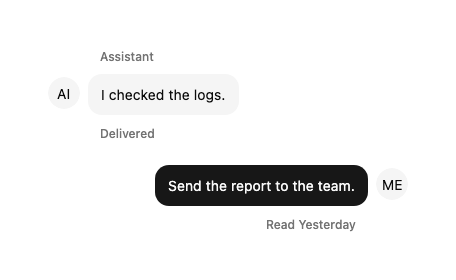 Assistant
AI
I checked the logs.
Delivered
Send the report to the team.
ME
Read Yesterday